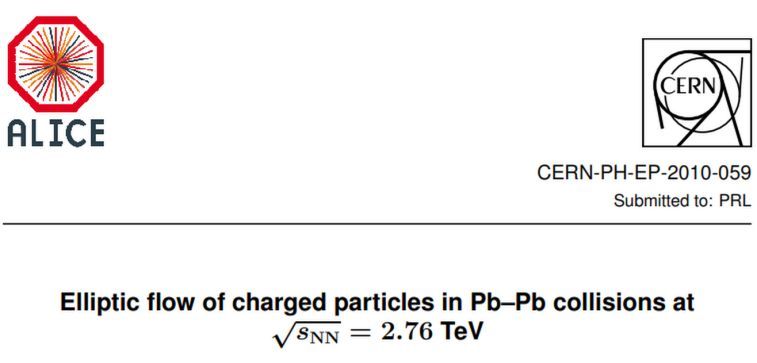 ALICE
CERN
CERN-PH-EP-2010-059
Submitted to: PRL
Elliptic flow of charged particles in Pb–Pb collisions at
√sNN = 2.76 TeV